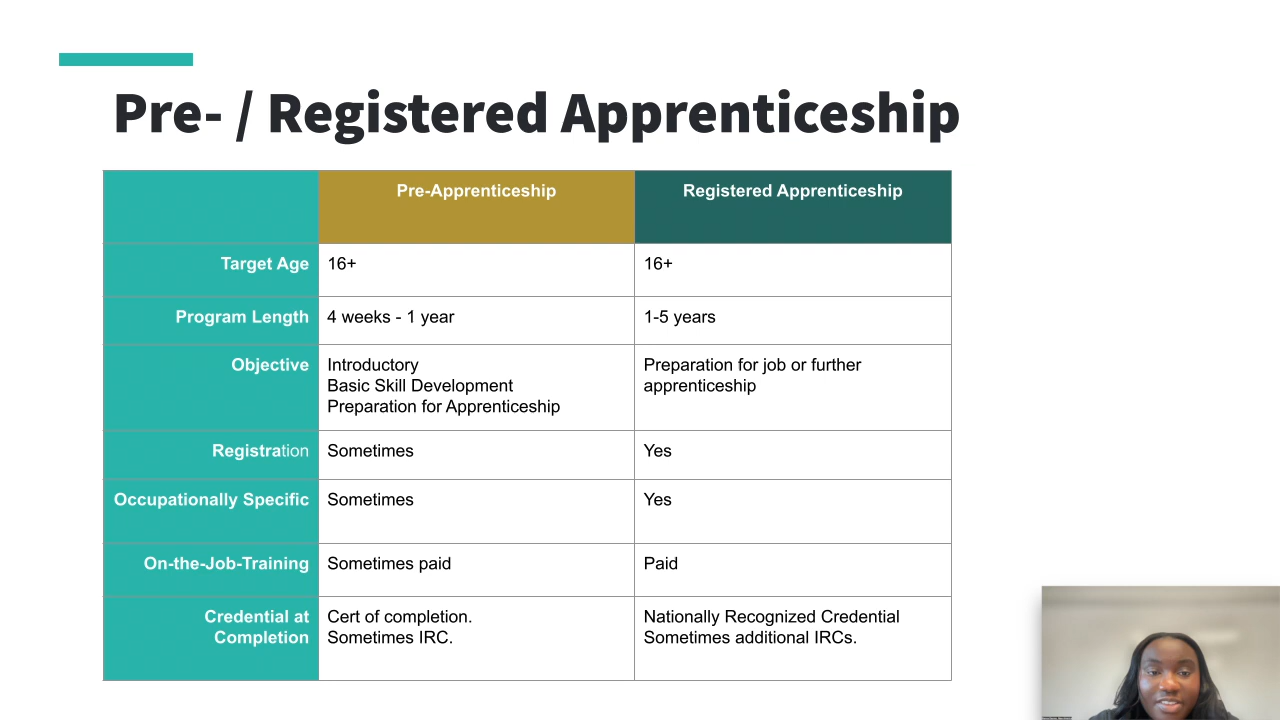 Pre- / Registered Apprenticeship
Pre-Apprenticeship
Registered Apprenticeship
Target Age
16+
16+
Program Length
4 weeks - 1 year
1-5 years
Objective
Introductory
Basic Skill Development
Preparation for Apprenticeship
Preparation for job or further
apprenticeship
Registration
Sometimes
Yes
Occupationally Specific
Sometimes
Yes
On-the-Job-Training
Sometimes paid
Paid
Credential at
Completion
Cert of completion.
Sometimes IRC.
Nationally Recognized Credential
Sometimes additional IRCs.